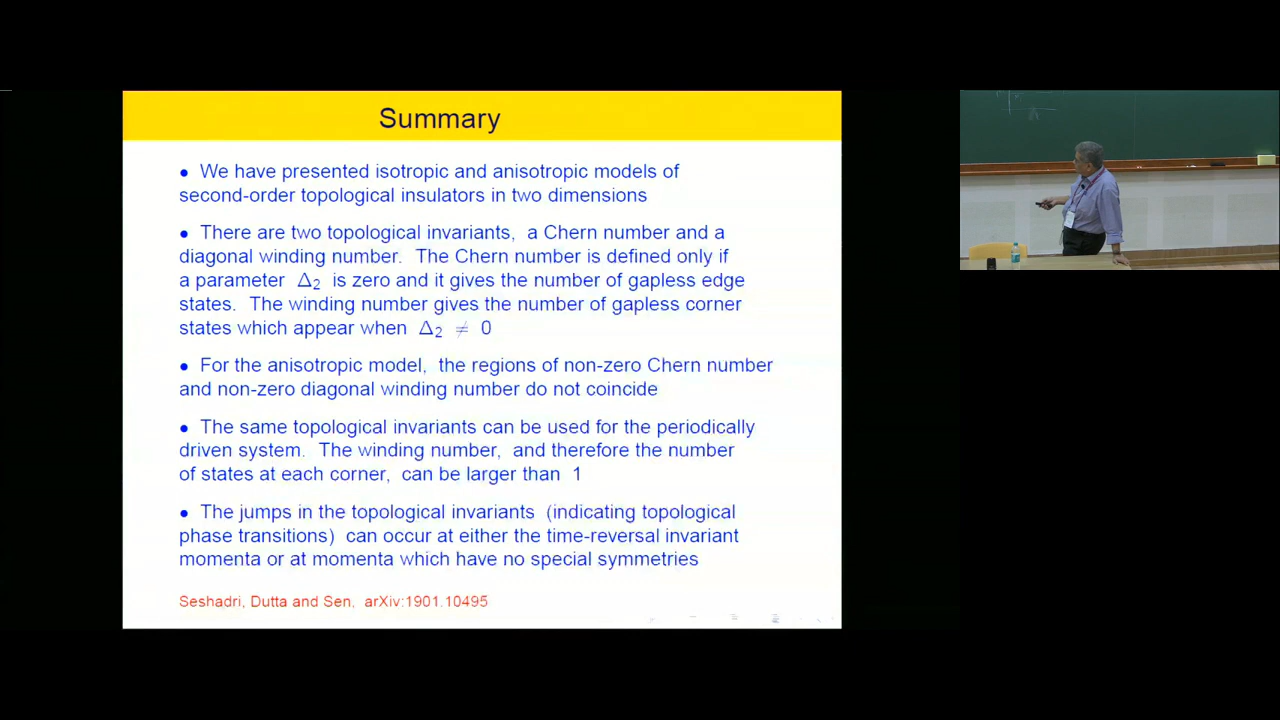 Summary
• We have presented isotropic and anisotropic models of
second-order topological insulators in two dimensions
• There are two topological invariants, a Chern number and a
diagonal winding number. The Chern number is defined only if
a parameter Δ₂ is zero and it gives the number of gapless edge
states. The winding number gives the number of gapless corner
states which appear when Δ₂ ≠ 0
• For the anisotropic model, the regions of non-zero Chern number
and non-zero diagonal winding number do not coincide
• The same topological invariants can be used for the periodically
driven system. The winding number, and therefore the number
of states at each corner, can be larger than 1
• The jumps in the topological invariants (indicating topological
phase transitions) can occur at either the time-reversal invariant
momenta or at momenta which have no special symmetries
Seshadri, Dutta and Sen, arXiv:1901.10495